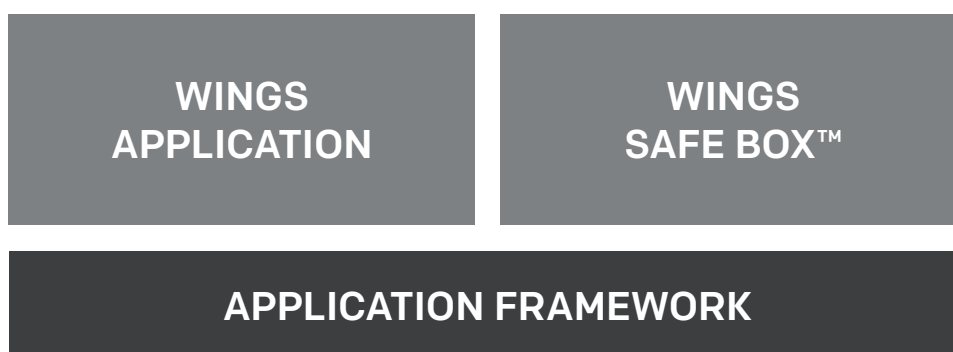 WINGS
APPLICATION
WINGS
SAFE BOX™
APPLICATION FRAMEWORK